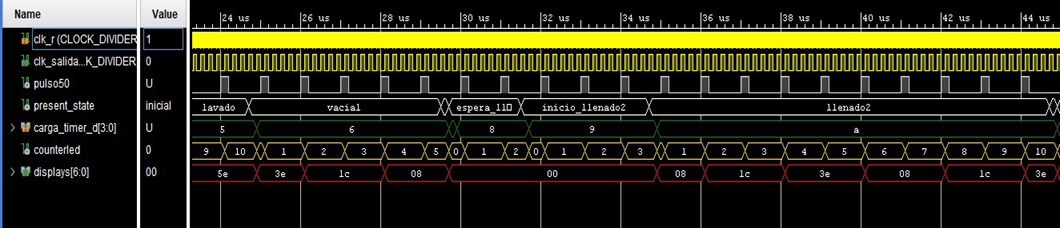 Name Value 24 us 26 us 28 us 30 us 32 us 34 us 36 us 38 us 40 us 42 us 44 us
clk_r (CLOCK_DIVIDER 1
clk_salida...K_DIVIDER 0
pulso50 U
present_state inicial lavado vacial espera_ll inicio_llenado2 llenado2
carga_timer_d[3:0] U 5 6 8 9 a
counterled 0 9 10 1 2 3 4 5 0 1 2 0 1 2 3 1 2 3 4 5 6 7 8 9 10
displays[6:0] 00 5e 3e 1c 08 00 08 1c 3e 08 1c 3e